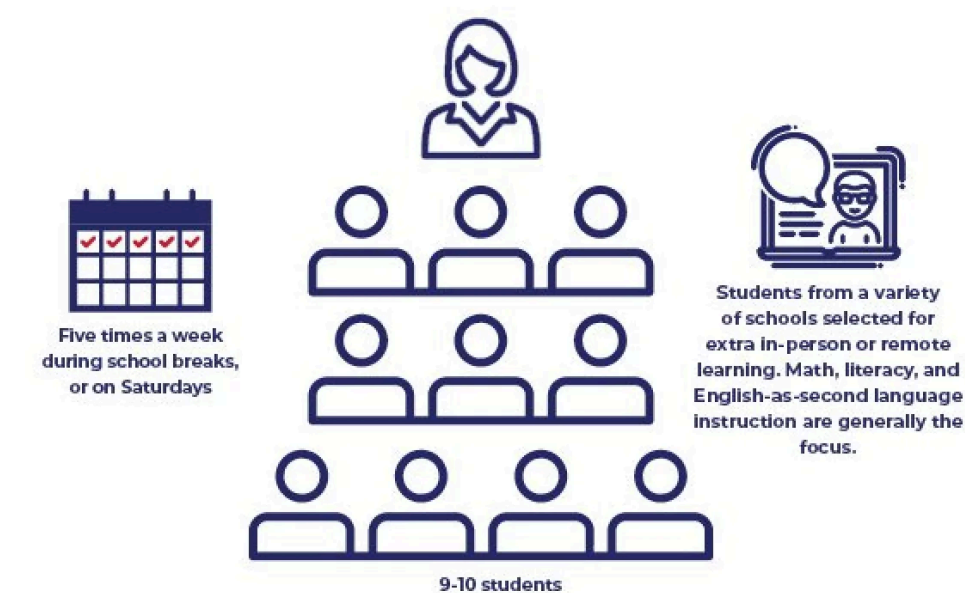 Five times a week
during school breaks,
or on Saturdays
Students from a variety
of schools selected for
extra in-person or remote
learning. Math, literacy, and
English-as-second language
instruction are generally the
focus.
9-10 students